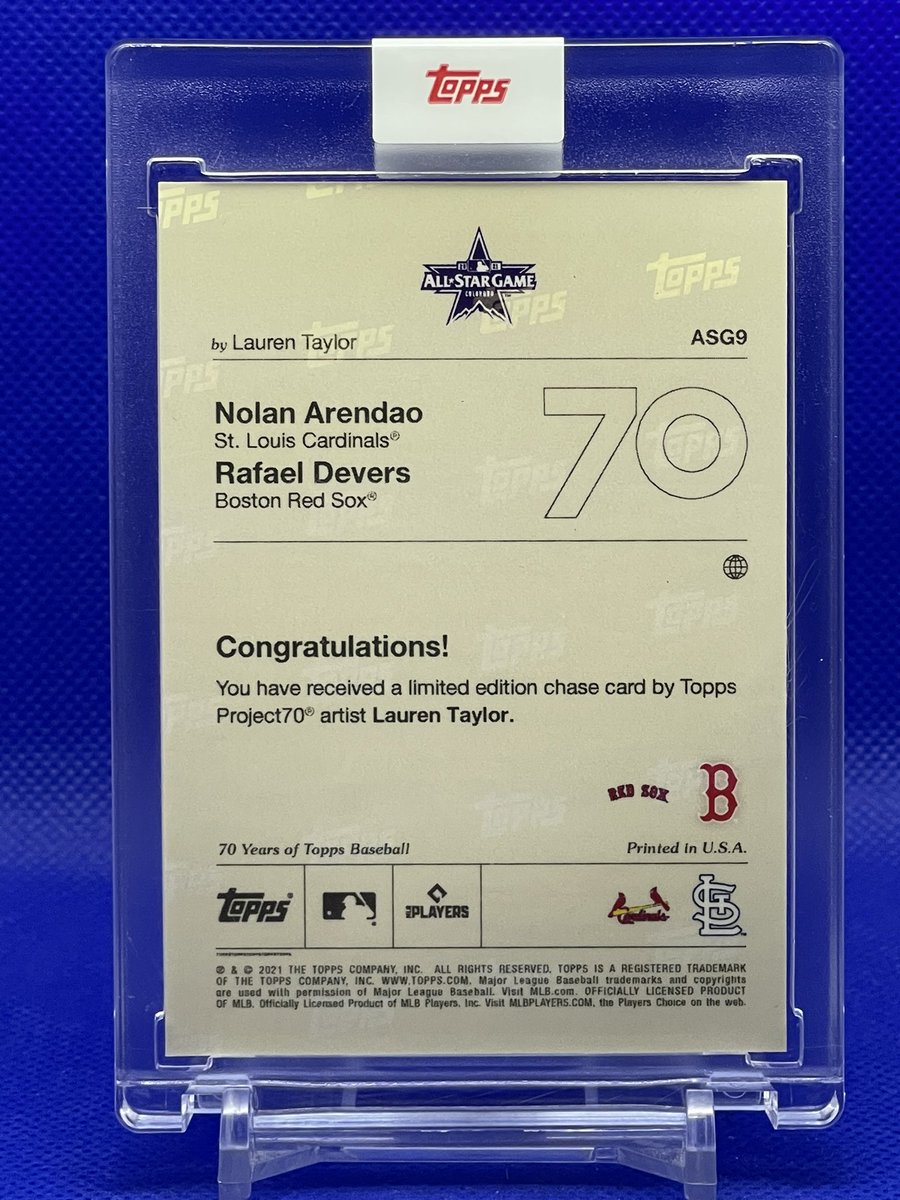 Topps
ALL★STAR GAME
COLORADO
by Lauren Taylor
ASG9
Nolan Arendao
St. Louis Cardinals®
Rafael Devers
Boston Red Sox®
70
Congratulations!
You have received a limited edition chase card by Topps
Project70® artist Lauren Taylor.
RED SOX B
70 Years of Topps Baseball
Printed in U.S.A.
Topps® PLAYERS Cardinals STL
® & © 2021 THE TOPPS COMPANY, INC. ALL RIGHTS RESERVED. TOPPS IS A REGISTERED TRADEMARK
OF THE TOPPS COMPANY, INC. WWW.TOPPS.COM. Major League Baseball trademarks and copyrights
are used with permission of Major League Baseball. Visit MLB.com. OFFICIALLY LICENSED PRODUCT
OF MLB. Officially Licensed Product of MLB Players, Inc. Visit MLBPLAYERS.COM, the Players Choice on the web.